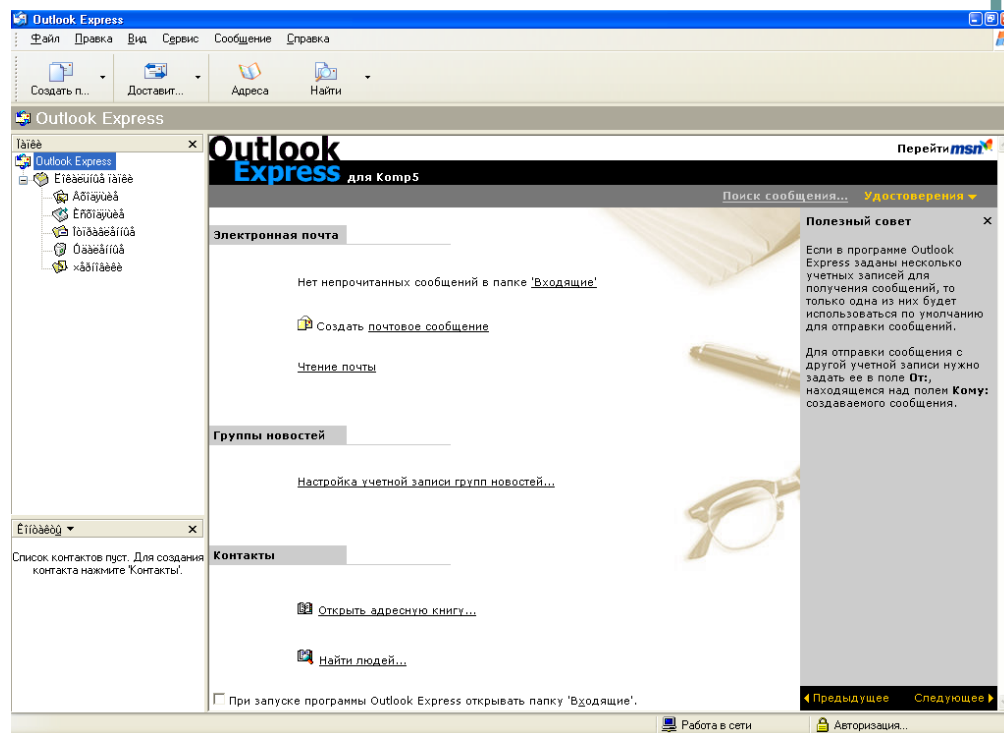 Outlook Express
Файл Правка Вид Сервис Сообщение Справка
Создать п... Доставит... Адреса Найти
Outlook Express
Ïàïêè
Outlook Express
Ëîêàëüíûå ïàïêè
Âõîäÿùèå
Èñõîäÿùèå
Îòïðàâëåííûå
Óäàëåííûå
×åðíîâèêè
Êîíòàêòû
Список контактов пуст. Для создания
контакта нажмите 'Контакты'.
Outlook
Express для Komp5
Перейти msn
Поиск сообщения... Удостоверения
Электронная почта
Нет непрочитанных сообщений в папке 'Входящие'
Создать почтовое сообщение
Чтение почты
Группы новостей
Настройка учетной записи групп новостей...
Контакты
Открыть адресную книгу...
Найти людей...
При запуске программы Outlook Express открывать папку 'Входящие'.
Полезный совет
Если в программе Outlook
Express заданы несколько
учетных записей для
получения сообщений, то
только одна из них будет
использоваться по умолчанию
для отправки сообщений.
Для отправки сообщения с
другой учетной записи нужно
задать ее в поле От:,
находящемся над полем Кому:
создаваемого сообщения.
Предыдущее Следующее
Работа в сети Авторизация...